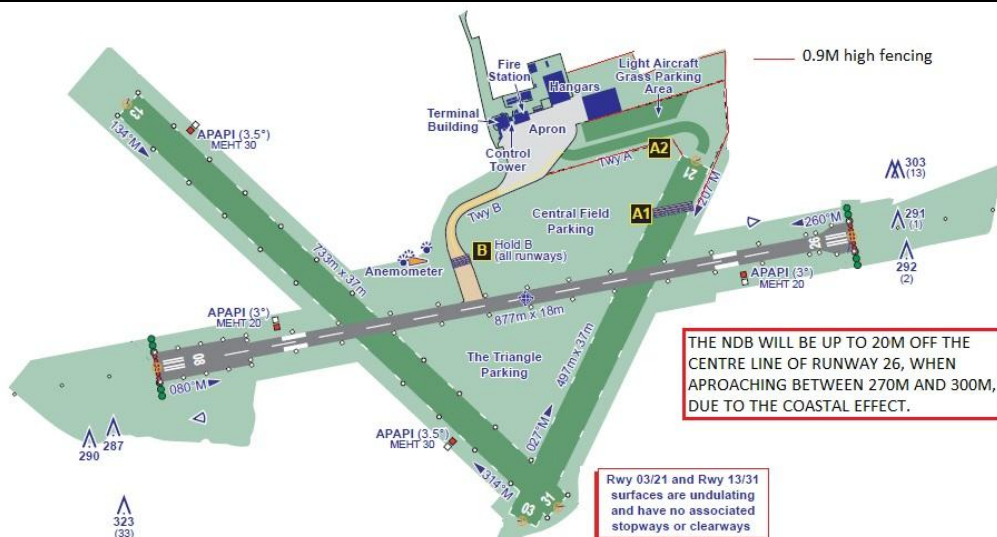 0.9M high fencing
Fire
Station
Light Aircraft
Grass Parking
Area
Hangars
Terminal
Building
Apron
Control
Tower
13
134°M
APAPI (3.5°)
MEHT 30
Twy A
A2
21
207°M
303
(13)
Twy B
Central Field
Parking
A1
260°M
291
(1)
B
Hold B
(all runways)
26
292
(2)
Anemometer
733m x 37m
APAPI (3°)
MEHT 20
877m x 18m
APAPI (3°)
MEHT 20
The Triangle
Parking
497m x 37m
08
080°M
THE NDB WILL BE UP TO 20M OFF THE
CENTRE LINE OF RUNWAY 26, WHEN
APROACHING BETWEEN 270M AND 300M,
DUE TO THE COASTAL EFFECT.
287
290
APAPI (3.5°)
MEHT 30
027°M
314°M
323
(33)
03
31
Rwy 03/21 and Rwy 13/31
surfaces are undulating
and have no associated
stopways or clearways